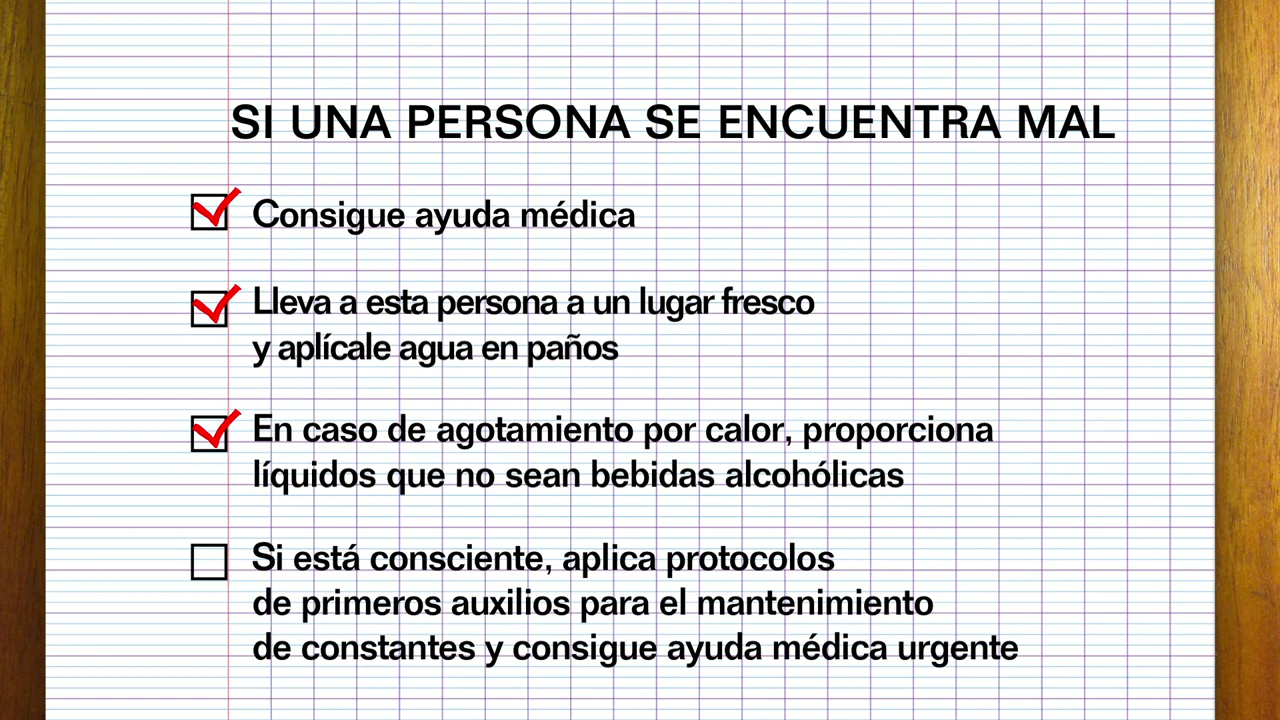 SI UNA PERSONA SE ENCUENTRA MAL
Consigue ayuda médica
Lleva a esta persona a un lugar fresco
y aplícale agua en paños
En caso de agotamiento por calor, proporciona
líquidos que no sean bebidas alcohólicas
Si está consciente, aplica protocolos
de primeros auxilios para el mantenimiento
de constantes y consigue ayuda médica urgente